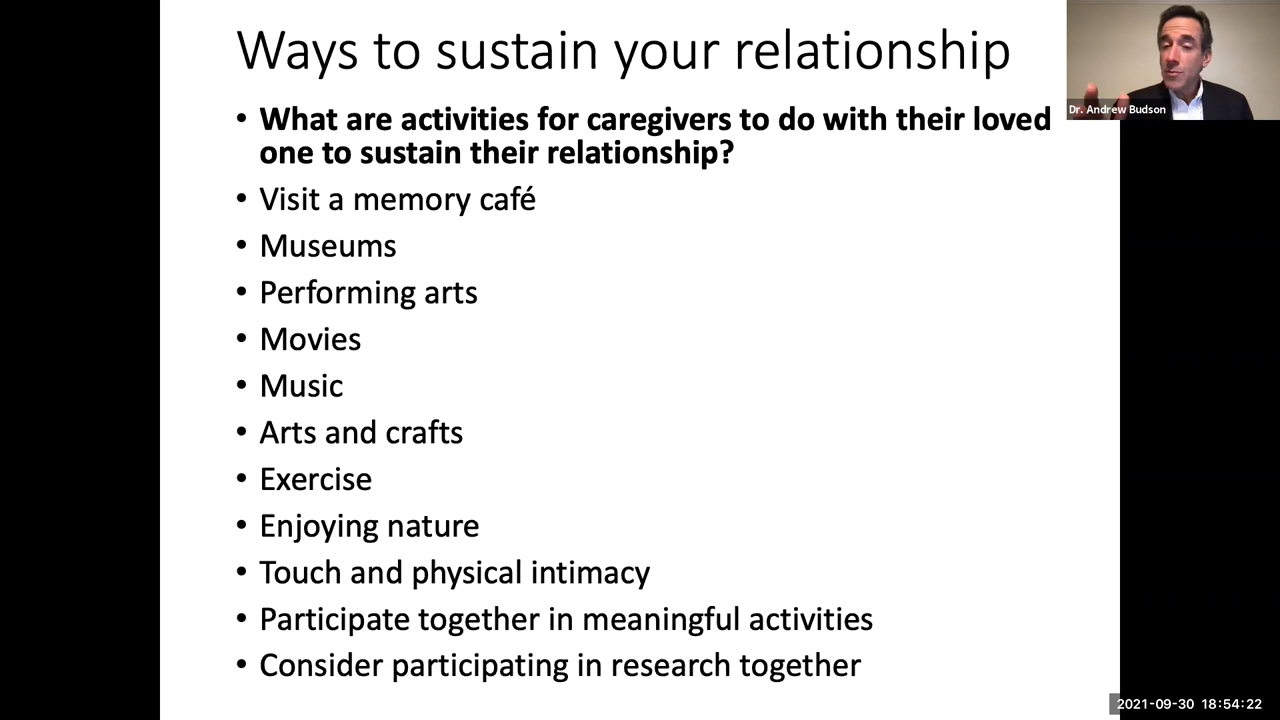 Ways to sustain your relationship
• What are activities for caregivers to do with their loved
one to sustain their relationship?
• Visit a memory café
• Museums
• Performing arts
• Movies
• Music
• Arts and crafts
• Exercise
• Enjoying nature
• Touch and physical intimacy
• Participate together in meaningful activities
• Consider participating in research together
Dr. Andrew Budson
2021-09-30 18:54:22